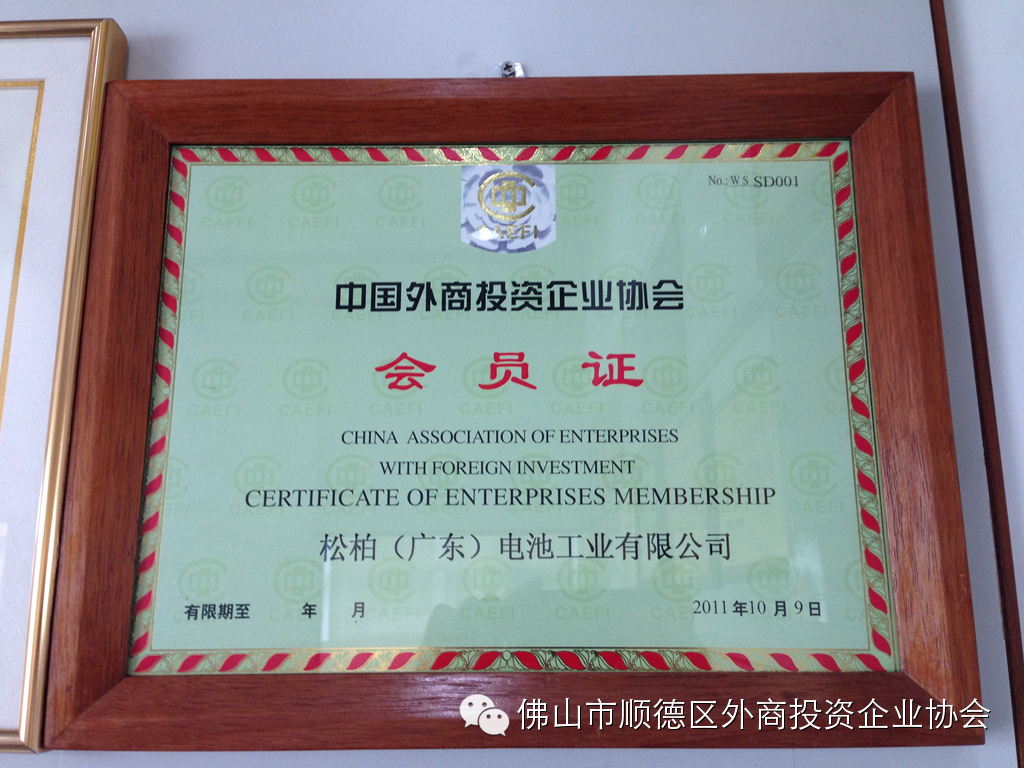 No.: WS SD001
CAEFI
中国外商投资企业协会
会员证
CHINA ASSOCIATION OF ENTERPRISES
WITH FOREIGN INVESTMENT
CERTIFICATE OF ENTERPRISES MEMBERSHIP
松柏（广东）电池工业有限公司
有限期至 年 月 2011年10月9日
佛山市顺德区外商投资企业协会